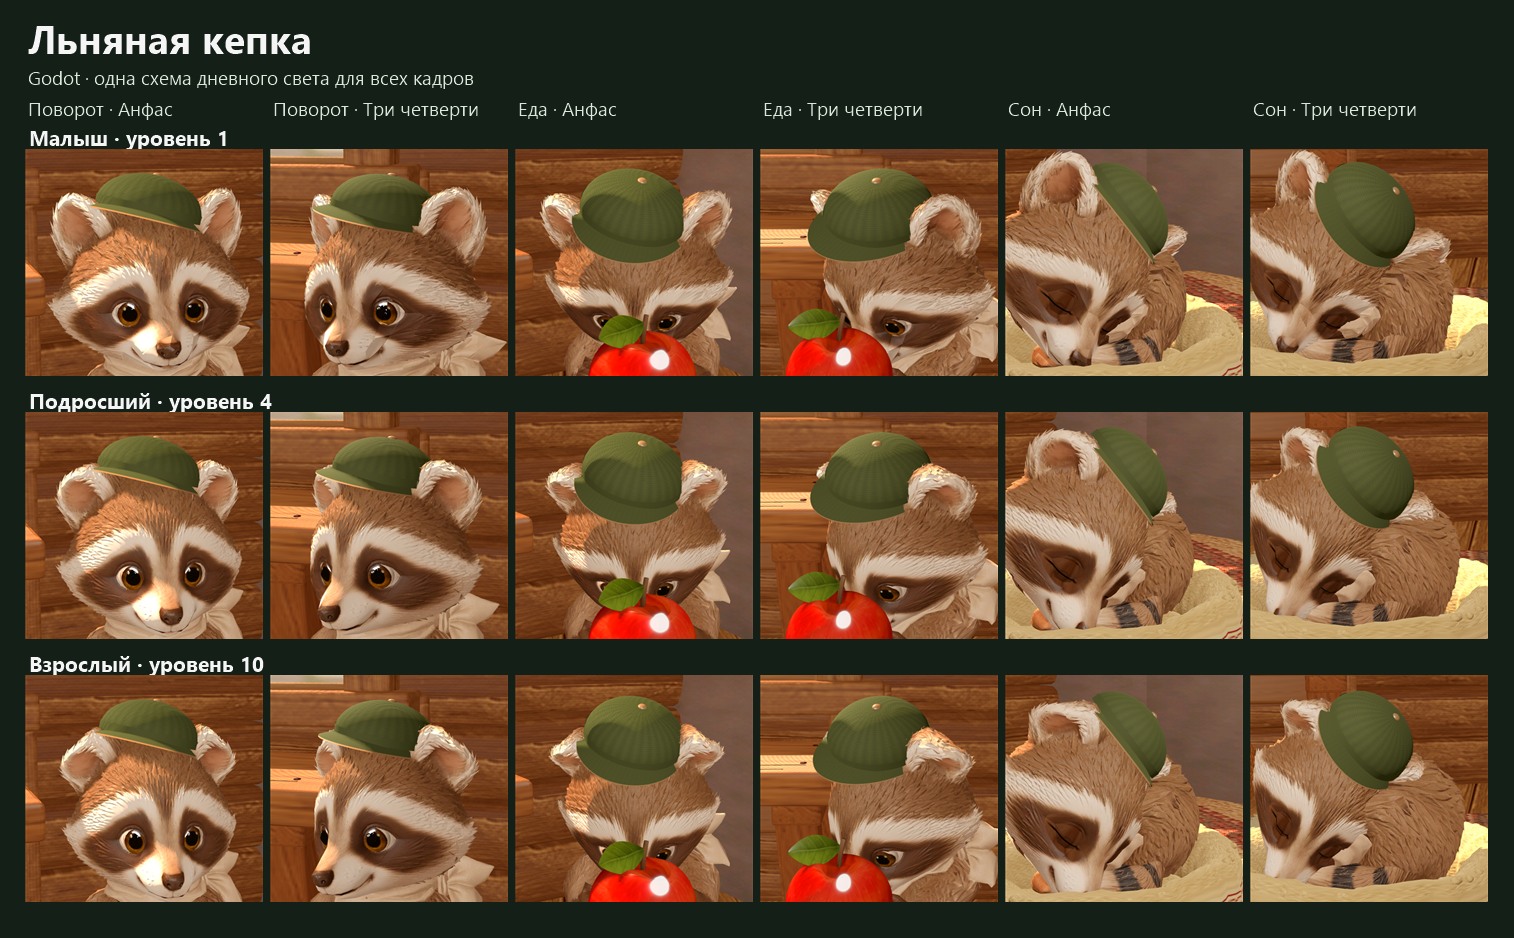 Льняная кепка
Godot · одна схема дневного света для всех кадров
Поворот · Анфас
Поворот · Три четверти
Еда · Анфас
Еда · Три четверти
Сон · Анфас
Сон · Три четверти
Малыш · уровень 1
Подросший · уровень 4
Взрослый · уровень 10